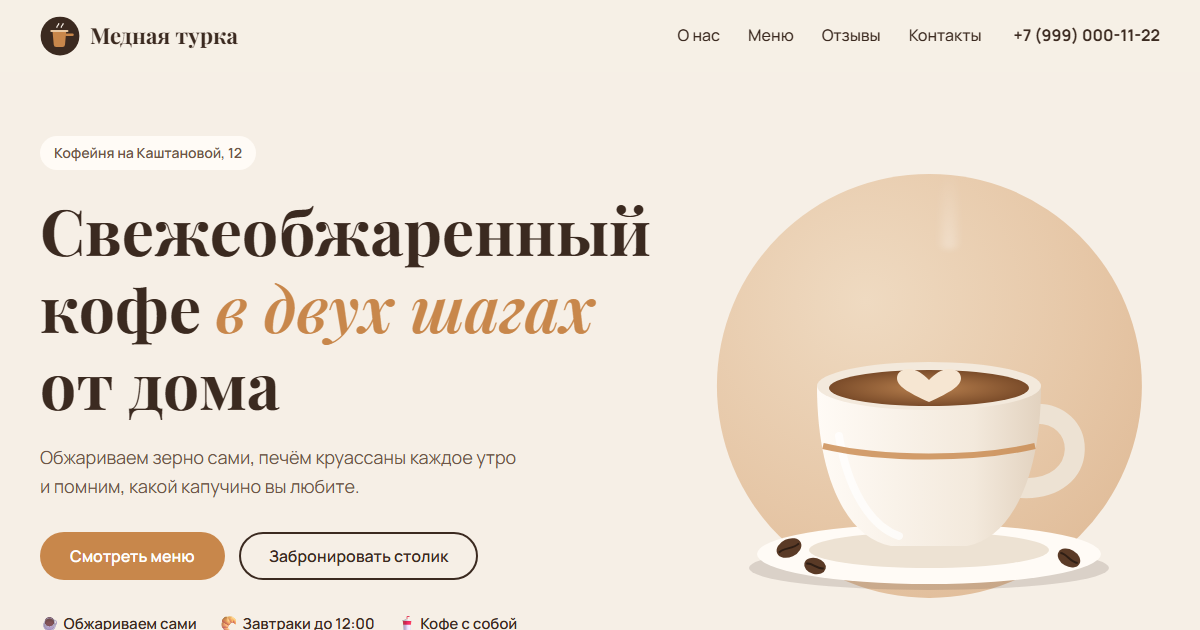 Медная турка
О нас Меню Отзывы Контакты +7 (999) 000-11-22
Кофейня на Каштановой, 12
Свежеобжаренный
кофе в двух шагах
от дома
Обжариваем зерно сами, печём круассаны каждое утро
и помним, какой капучино вы любите.
Смотреть меню Забронировать столик
Обжариваем сами Завтраки до 12:00 Кофе с собой